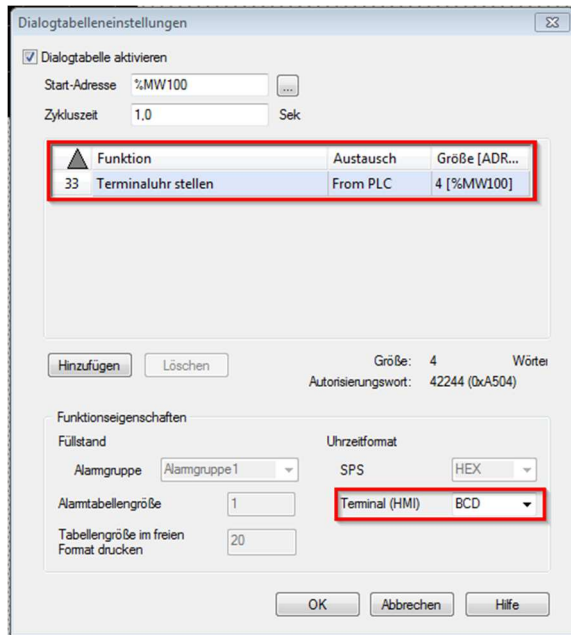 Dialogtabelleneinstellungen
Dialogtabelle aktivieren
Start-Adresse %MW100 ...
Zykluszeit 1,0 Sek
Funktion Austausch Größe [ADR...
33 Terminaluhr stellen From PLC 4 [%MW100]
Hinzufügen Löschen Größe: 4 Wörter
Autorisierungswort: 42244 (0xA504)
Funktionseigenschaften
Füllstand Uhrzeitformat
Alarmgruppe Alarmgruppe1 SPS HEX
Alarmtabellengröße 1 Terminal (HMI) BCD
Tabellengröße im freien
Format drucken 20
OK Abbrechen Hilfe